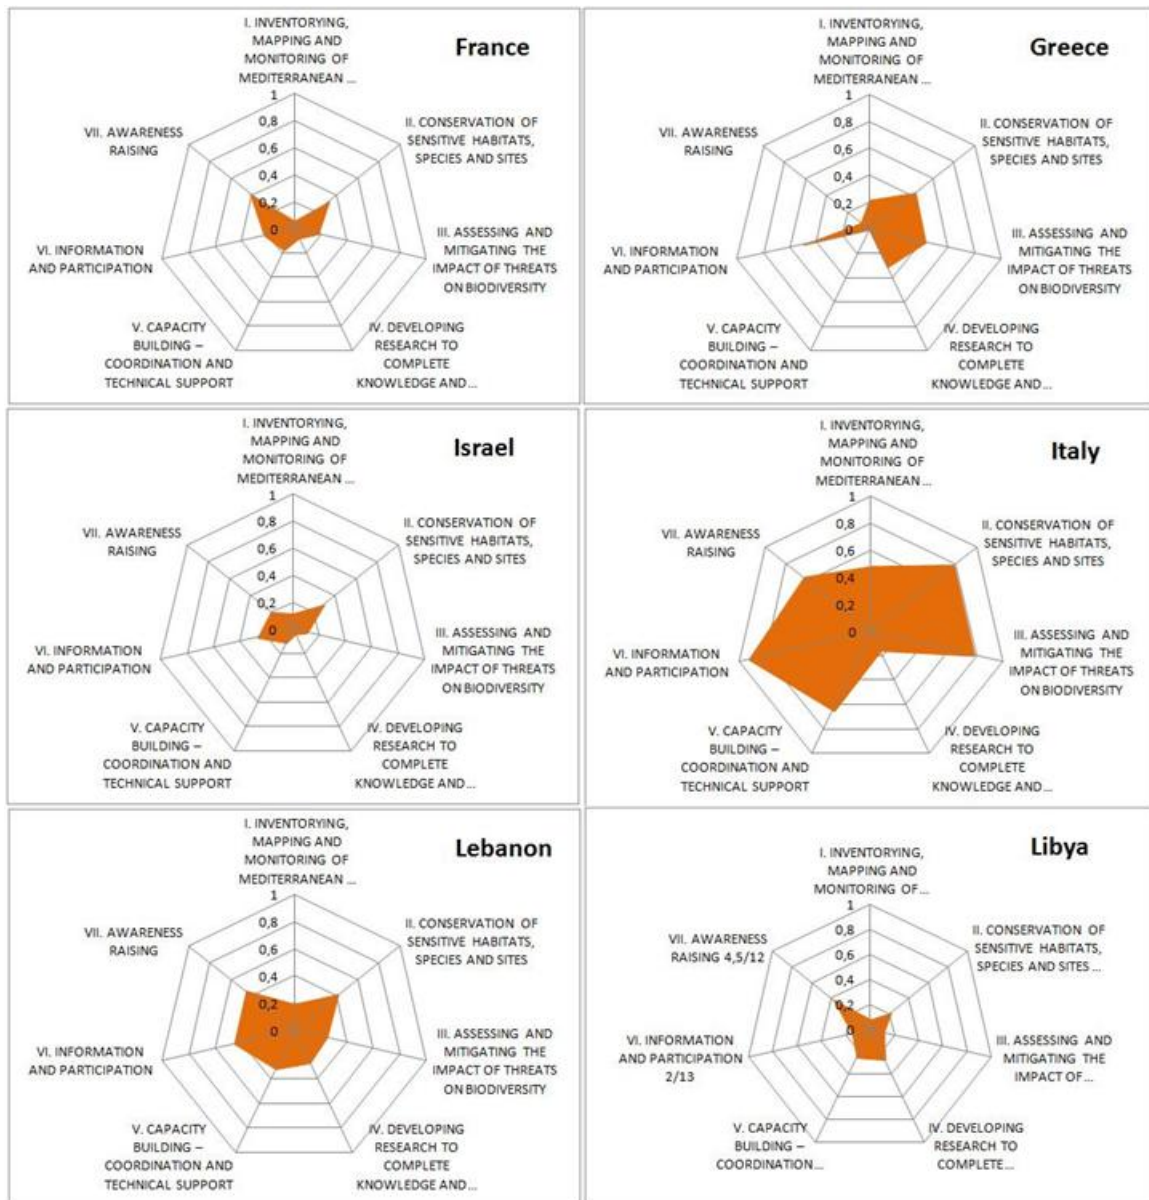 I. INVENTORYING,
MAPPING AND
MONITORING OF
MEDITERRANEAN ...
France
1
0,8
0,6
0,4
0,2
0
II. CONSERVATION OF
SENSITIVE HABITATS,
SPECIES AND SITES
III. ASSESSING AND
MITIGATING THE
IMPACT OF THREATS
ON BIODIVERSITY
IV. DEVELOPING
RESEARCH TO
COMPLETE
KNOWLEDGE AND...
V. CAPACITY
BUILDING –
COORDINATION AND
TECHNICAL SUPPORT
VI. INFORMATION
AND PARTICIPATION
VII. AWARENESS
RAISING
I. INVENTORYING,
MAPPING AND
MONITORING OF
MEDITERRANEAN ...
Greece
1
0,8
0,6
0,4
0,2
0
II. CONSERVATION OF
SENSITIVE HABITATS,
SPECIES AND SITES
III. ASSESSING AND
MITIGATING THE
IMPACT OF THREATS
ON BIODIVERSITY
IV. DEVELOPING
RESEARCH TO
COMPLETE
KNOWLEDGE AND...
V. CAPACITY
BUILDING –
COORDINATION AND
TECHNICAL SUPPORT
VI. INFORMATION
AND PARTICIPATION
VII. AWARENESS
RAISING
I. INVENTORYING,
MAPPING AND
MONITORING OF
MEDITERRANEAN ...
Israel
1
0,8
0,6
0,4
0,2
0
II. CONSERVATION OF
SENSITIVE HABITATS,
SPECIES AND SITES
III. ASSESSING AND
MITIGATING THE
IMPACT OF THREATS
ON BIODIVERSITY
IV. DEVELOPING
RESEARCH TO
COMPLETE
KNOWLEDGE AND...
V. CAPACITY
BUILDING –
COORDINATION AND
TECHNICAL SUPPORT
VI. INFORMATION
AND PARTICIPATION
VII. AWARENESS
RAISING
I. INVENTORYING,
MAPPING AND
MONITORING OF
MEDITERRANEAN ...
Italy
1
0,8
0,6
0,4
0,2
0
II. CONSERVATION OF
SENSITIVE HABITATS,
SPECIES AND SITES
III. ASSESSING AND
MITIGATING THE
IMPACT OF THREATS
ON BIODIVERSITY
IV. DEVELOPING
RESEARCH TO
COMPLETE
KNOWLEDGE AND...
V. CAPACITY
BUILDING –
COORDINATION AND
TECHNICAL SUPPORT
VI. INFORMATION
AND PARTICIPATION
VII. AWARENESS
RAISING
I. INVENTORYING,
MAPPING AND
MONITORING OF
MEDITERRANEAN ...
Lebanon
1
0,8
0,6
0,4
0,2
0
II. CONSERVATION OF
SENSITIVE HABITATS,
SPECIES AND SITES
III. ASSESSING AND
MITIGATING THE
IMPACT OF THREATS
ON BIODIVERSITY
IV. DEVELOPING
RESEARCH TO
COMPLETE
KNOWLEDGE AND...
V. CAPACITY
BUILDING –
COORDINATION AND
TECHNICAL SUPPORT
VI. INFORMATION
AND PARTICIPATION
VII. AWARENESS
RAISING
I. INVENTORYING,
MAPPING AND
MONITORING OF...
Libya
1
0,8
0,6
0,4
0,2
0
II. CONSERVATION OF
SENSITIVE HABITATS,
SPECIES AND SITES ...
III. ASSESSING AND
MITIGATING THE
IMPACT OF...
IV. DEVELOPING
RESEARCH TO
COMPLETE...
V. CAPACITY
BUILDING –
COORDINATION...
VI. INFORMATION
AND PARTICIPATION
2/13
VII. AWARENESS
RAISING 4,5/12